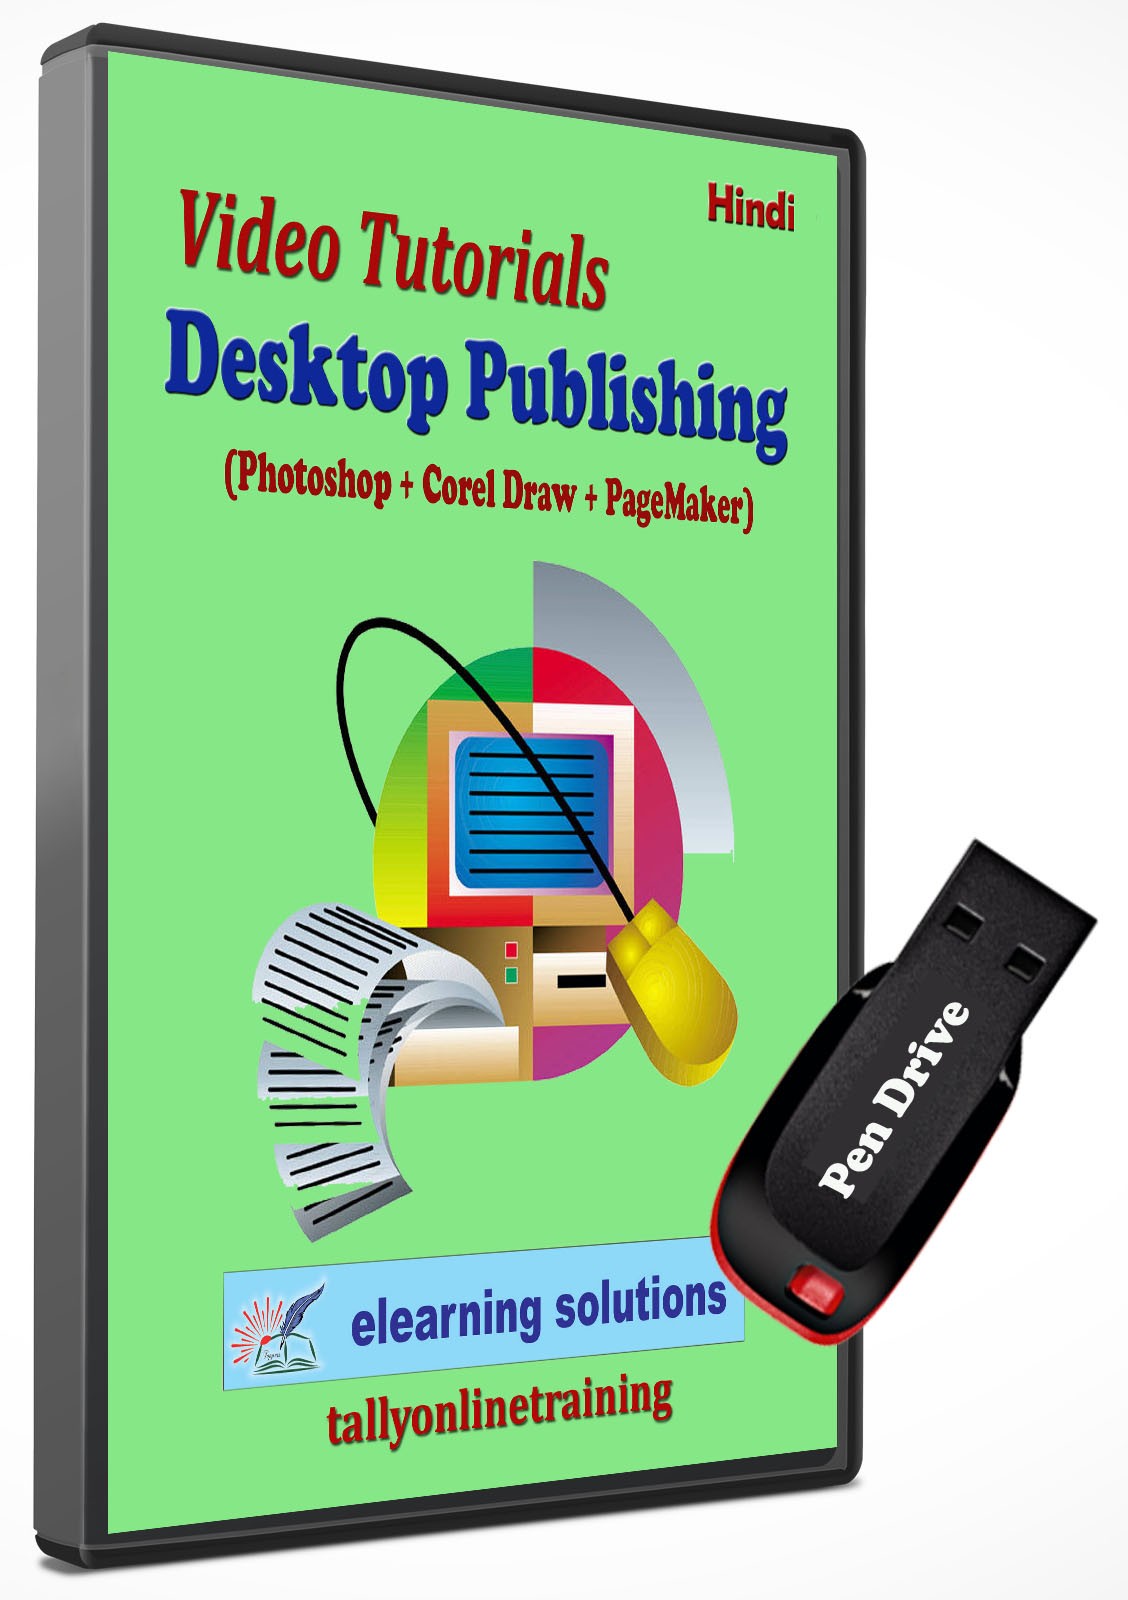 Hindi
Video Tutorials
Desktop Publishing
(Photoshop + Corel Draw + PageMaker)
Pen Drive
elearning solutions
tallyonlinetraining